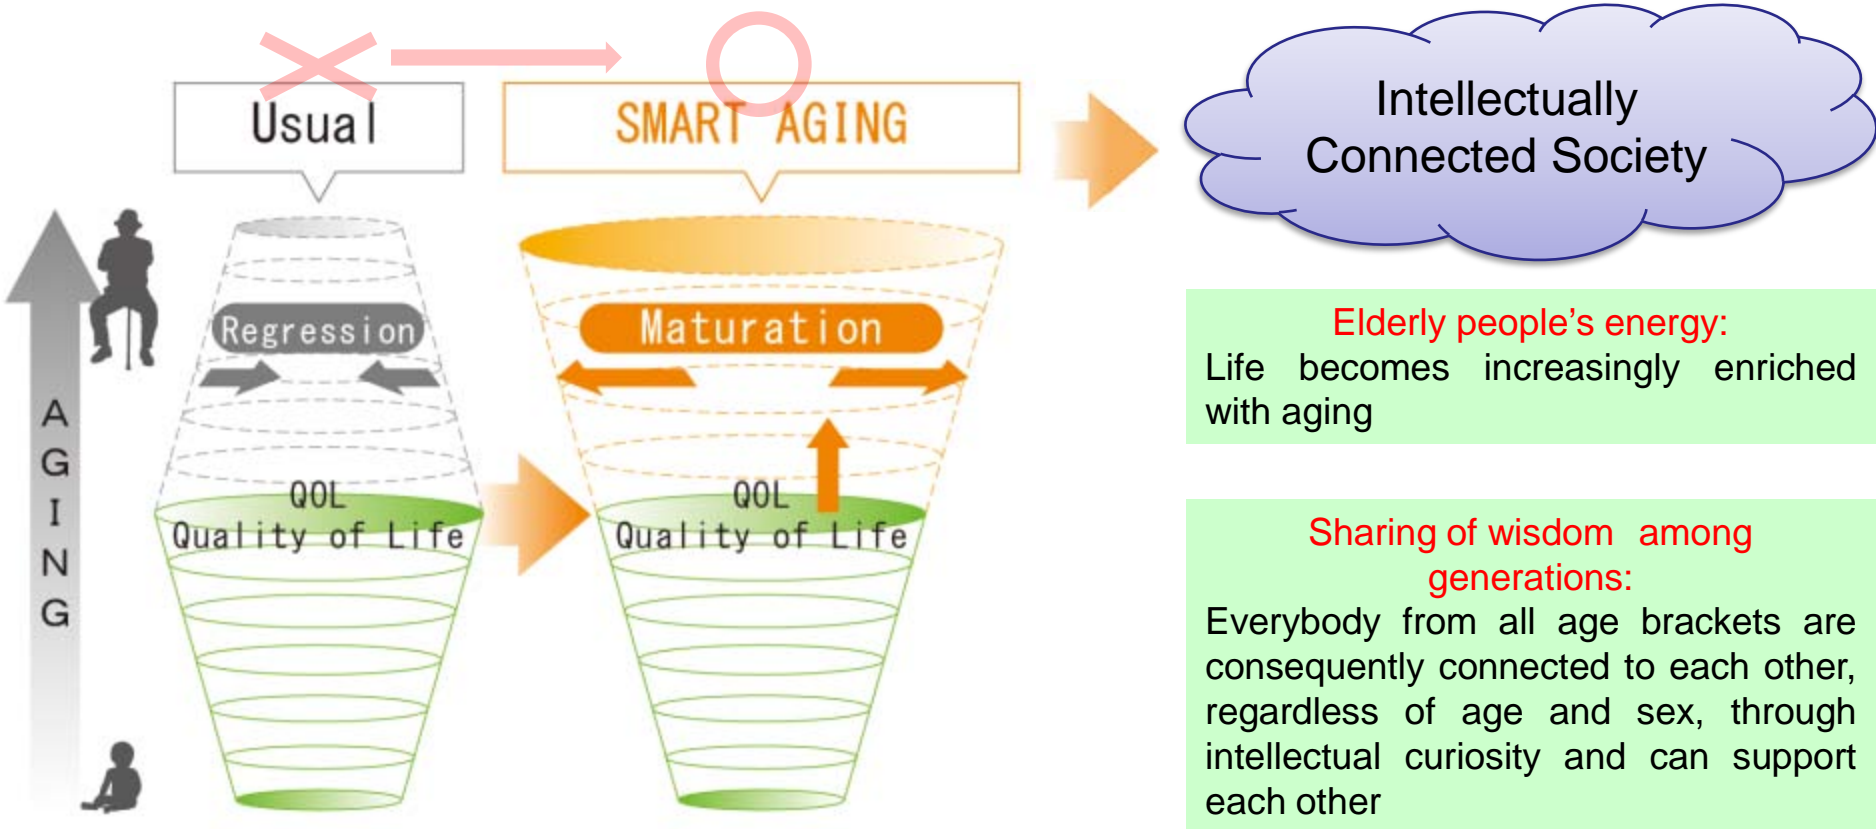 Usual
SMART AGING
Intellectually
Connected Society
Regression
Maturation
AGING
QOL
Quality of Life
QOL
Quality of Life
Elderly people’s energy:
Life becomes increasingly enriched
with aging
Sharing of wisdom among
generations:
Everybody from all age brackets are
consequently connected to each other,
regardless of age and sex, through
intellectual curiosity and can support
each other